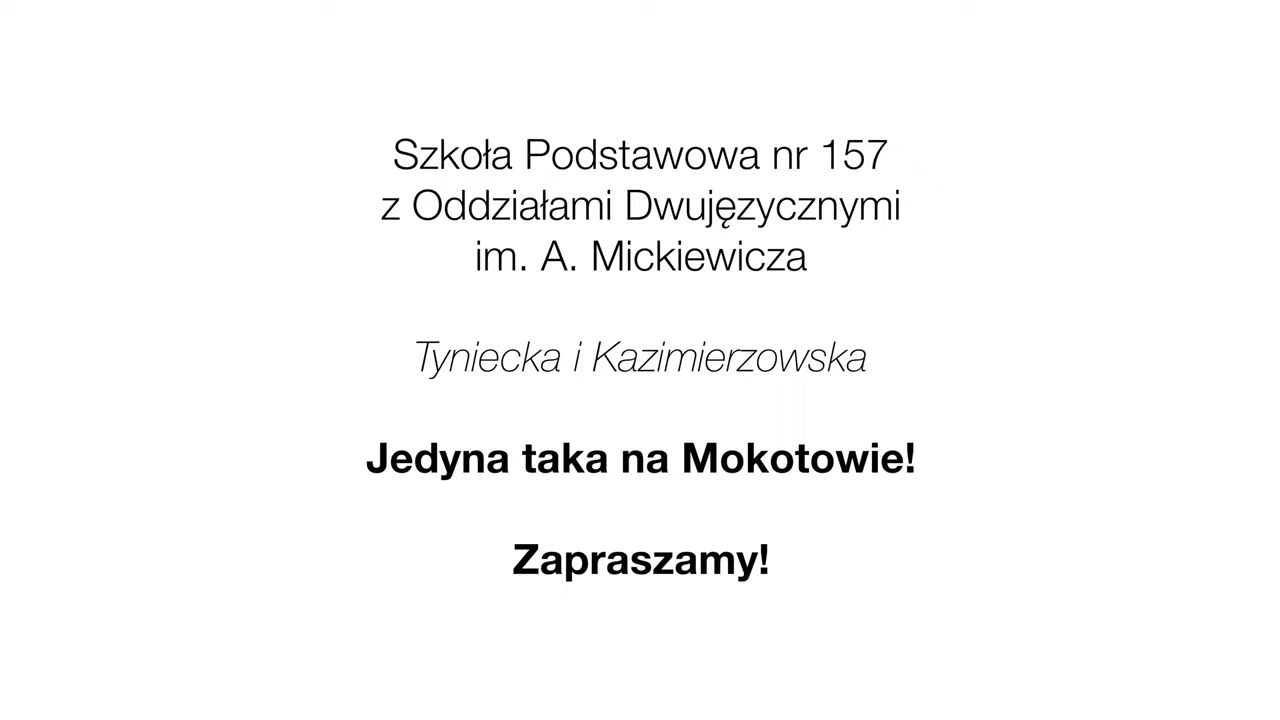 Szkoła Podstawowa nr 157
z Oddziałami Dwujęzycznymi
im. A. Mickiewicza
Tyniecka i Kazimierzowska
Jedyna taka na Mokotowie!
Zapraszamy!